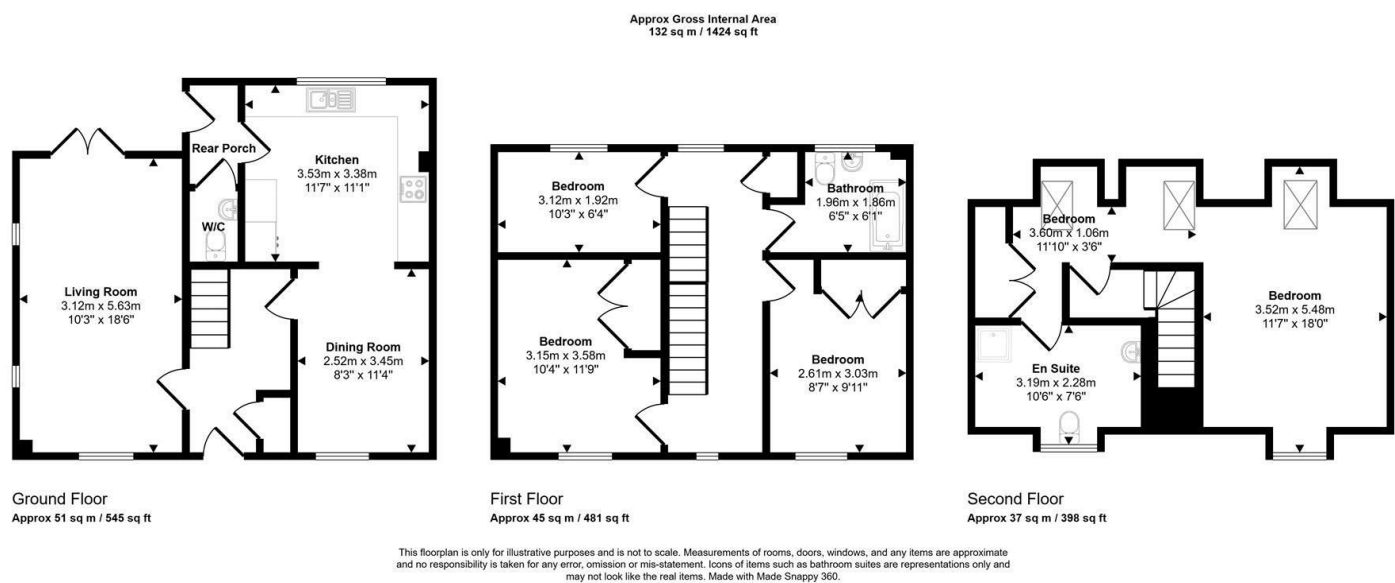 Approx Gross Internal Area
132 sq m / 1424 sq ft
Rear Porch
Kitchen
3.53m x 3.38m
11'7" x 11'1"
W/C
Living Room
3.12m x 5.63m
10'3" x 18'6"
Dining Room
2.52m x 3.45m
8'3" x 11'4"
Ground Floor
Approx 51 sq m / 545 sq ft
Bedroom
3.12m x 1.92m
10'3" x 6'4"
Bathroom
1.96m x 1.86m
6'5" x 6'1"
Bedroom
3.15m x 3.58m
10'4" x 11'9"
Bedroom
2.61m x 3.03m
8'7" x 9'11"
First Floor
Approx 45 sq m / 481 sq ft
Bedroom
3.60m x 1.06m
11'10" x 3'6"
Bedroom
3.52m x 5.48m
11'7" x 18'0"
En Suite
3.19m x 2.28m
10'6" x 7'6"
Second Floor
Approx 37 sq m / 398 sq ft
This floorplan is only for illustrative purposes and is not to scale. Measurements of rooms, doors, windows, and any items are approximate
and no responsibility is taken for any error, omission or mis-statement. Icons of items such as bathroom suites are representations only and
may not look like the real items. Made with Made Snappy 360.